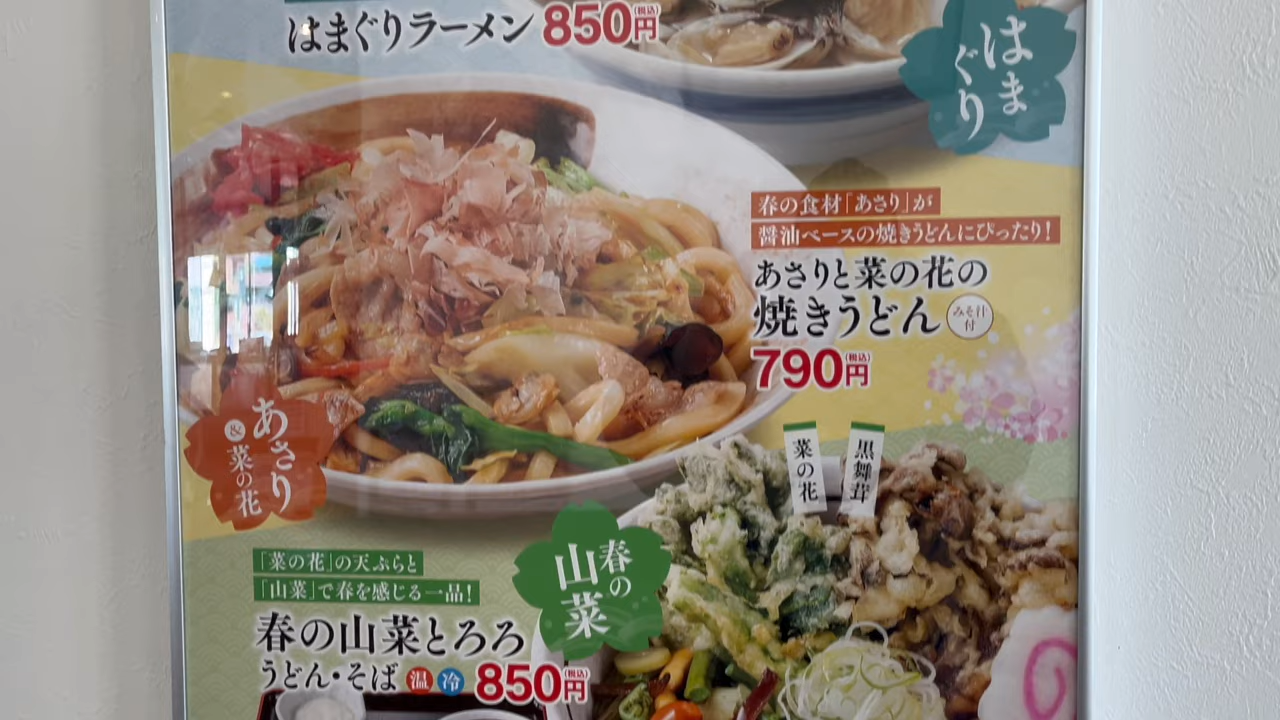 はまぐりラーメン 850円(税込)
はまぐり
春の食材「あさり」が
醤油ベースの焼きうどんにぴったり!
あさりと菜の花の
焼きうどん みそ汁付
790円(税込)
あさり
&菜の花
菜の花
黒舞茸
春の
山菜
「菜の花」の天ぷらと
「山菜」で春を感じる一品!
春の山菜とろろ
うどん・そば 温 冷 850円(税込)